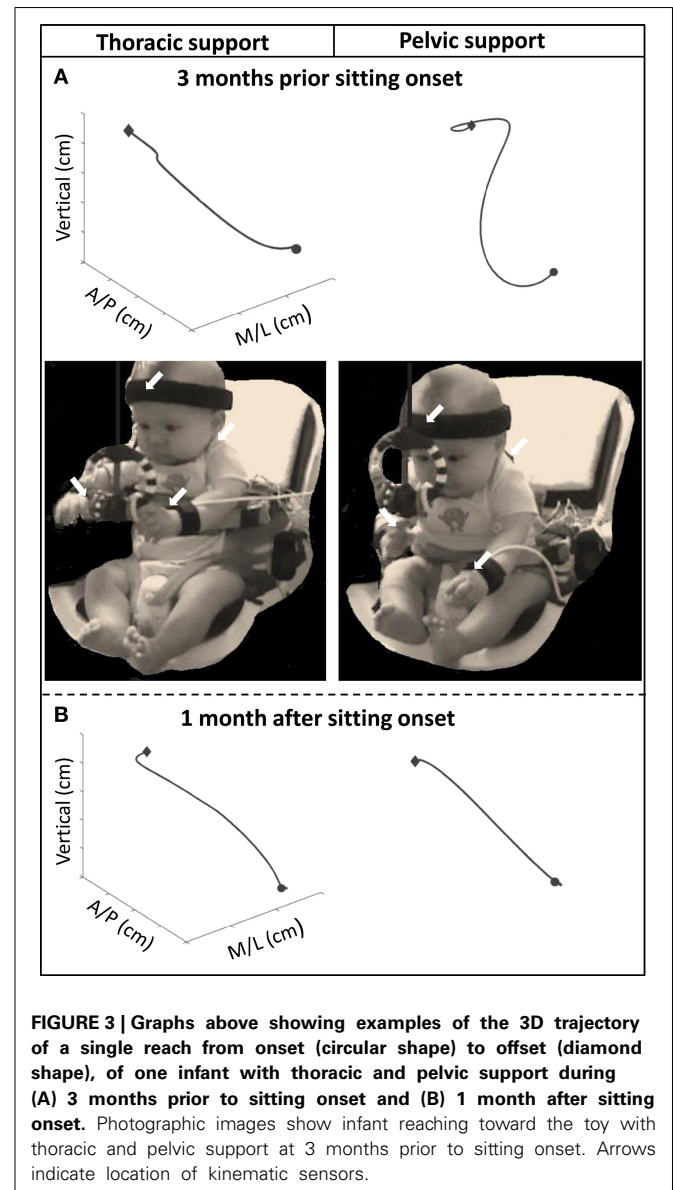 Thoracic support
Pelvic support
A
3 months prior sitting onset
Vertical (cm)
A/P (cm)
M/L (cm)
B
1 month after sitting onset
Vertical (cm)
A/P (cm)
M/L (cm)
FIGURE 3 | Graphs above showing examples of the 3D trajectory
of a single reach from onset (circular shape) to offset (diamond
shape), of one infant with thoracic and pelvic support during
(A) 3 months prior to sitting onset and (B) 1 month after sitting
onset. Photographic images show infant reaching toward the toy with
thoracic and pelvic support at 3 months prior to sitting onset. Arrows
indicate location of kinematic sensors.